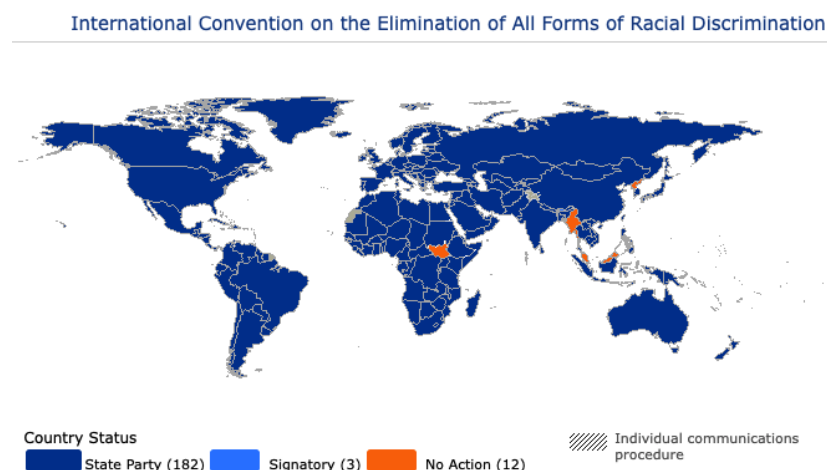 International Convention on the Elimination of All Forms of Racial Discrimination
Country Status
State Party (182)
Signatory (3)
No Action (12)
Individual communications
procedure